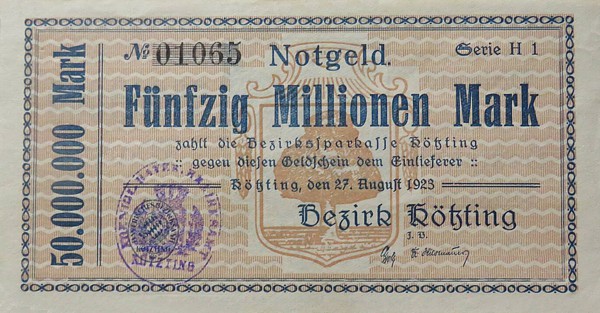 50.000.000 Mark
№ 01065 Notgeld. Serie H 1
Fünfzig Millionen Mark
zahlt die Bezirkssparkasse Kötzting
:: gegen diesen Geldschein dem Einlieferer ::
Kötzting, den 27. August 1923
Bezirk Kötzting
J. V.
KÖTZTING
KÖTZTING